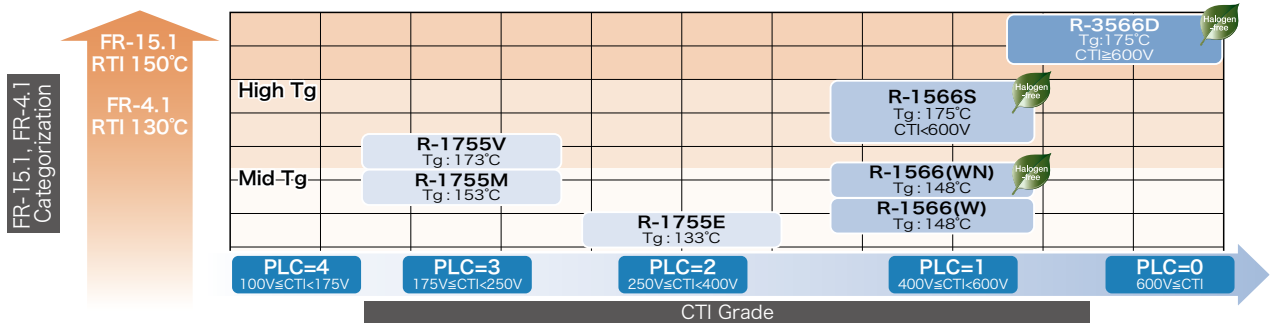 FR-15.1, FR-4.1
Categorization
FR-15.1
RTI 150℃
FR-4.1
RTI 130℃
High Tg
Mid Tg
R-3566D
Tg:175℃
CTI≧600V
Halogen
-free
R-1566S
Tg : 175℃
CTI<600V
Halogen
-free
R-1755V
Tg : 173℃
R-1755M
Tg : 153℃
R-1566(WN)
Tg : 148℃
Halogen
-free
R-1566(W)
Tg : 148℃
R-1755E
Tg : 133℃
PLC=4
100V≦CTI<175V
PLC=3
175V≦CTI<250V
PLC=2
250V≦CTI<400V
PLC=1
400V≦CTI<600V
PLC=0
600V≦CTI
CTI Grade